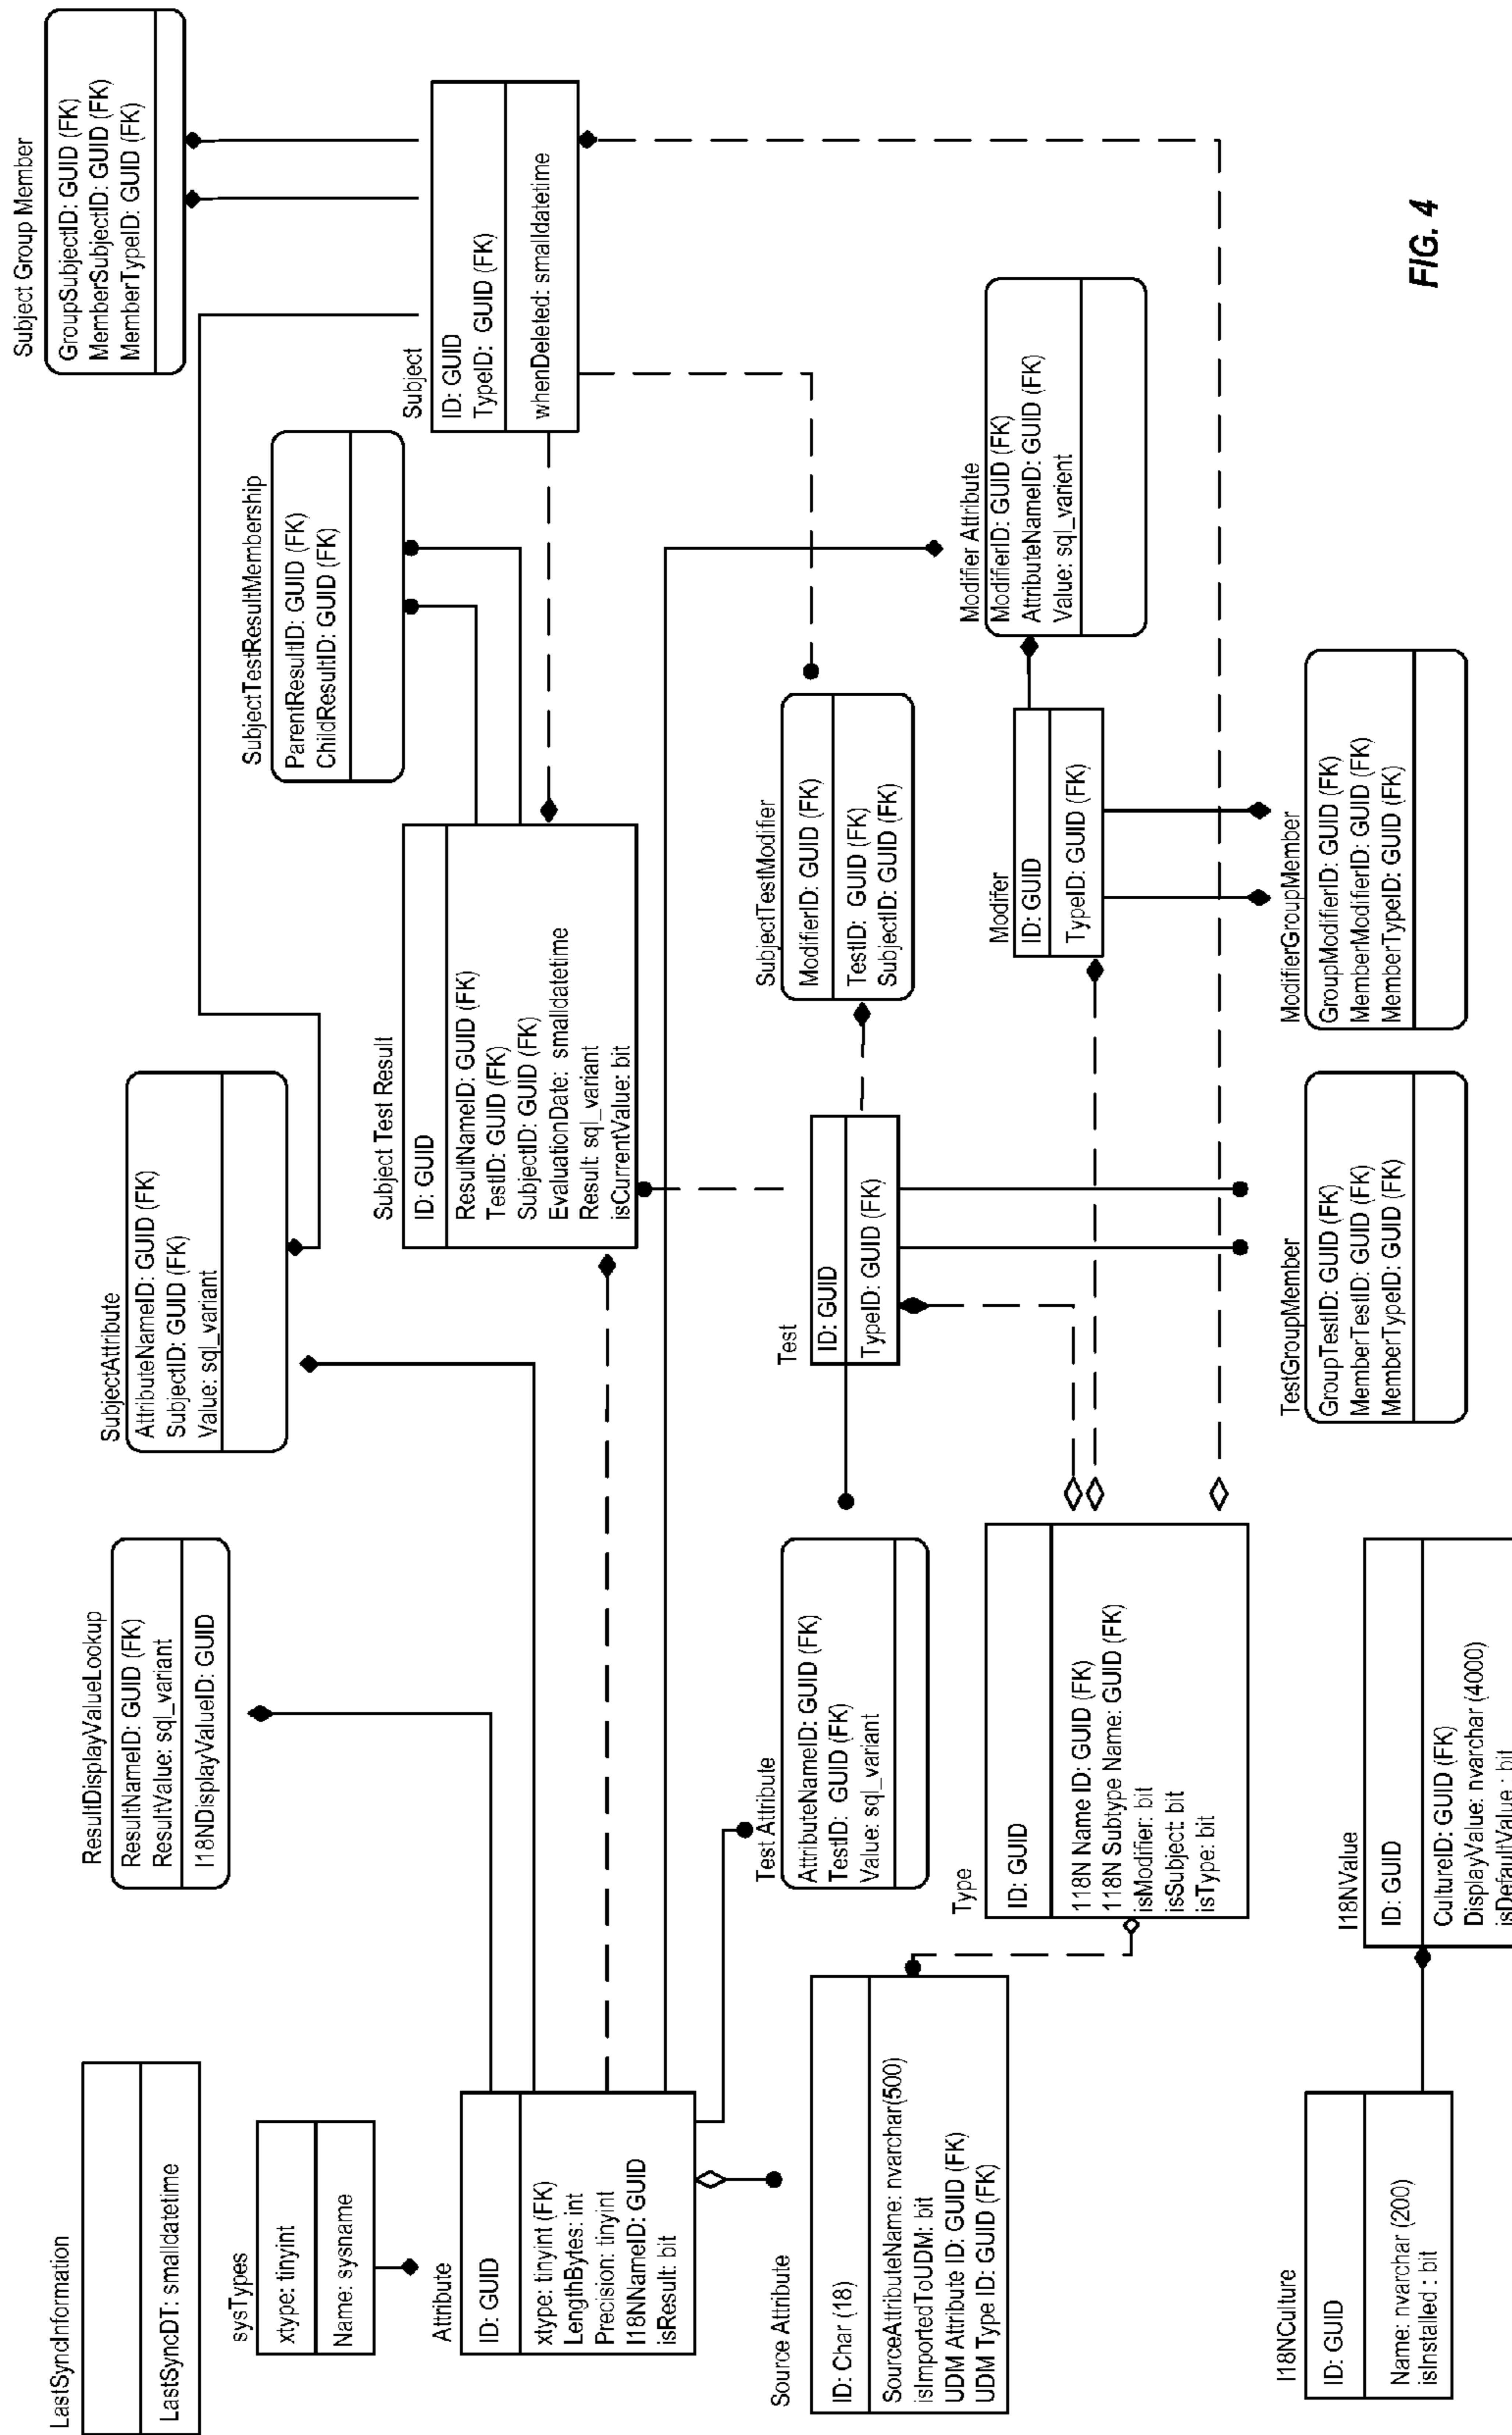 LastSyncInformation
LastSyncDT: smalldatetime
sysTypes
xtype: tinyint
Name: sysname
Attribute
ID: GUID
xtype: tinyint (FK)
LengthBytes: int
Precision: tinyint
I18NNameID: GUID
isResult: bit
Source Attribute
ID: Char (18)
SourceAttributeName: nvarchar(500)
isImportedToUDM: bit
UDM Attribute ID: GUID (FK)
UDM Type ID: GUID (FK)
I18NCulture
ID: GUID
Name: nvarchar (200)
isInstalled : bit
ResultDisplayValueLookup
ResultNameID: GUID (FK)
ResultValue: sql_variant
I18NDisplayValueID: GUID
Test Attribute
AttributeNameID: GUID (FK)
TestID: GUID (FK)
Value: sql_variant
Type
ID: GUID
118N Name ID: GUID (FK)
118N Subtype Name: GUID (FK)
isModifier: bit
isSubject: bit
isType: bit
I18NValue
ID: GUID
CultureID: GUID (FK)
DisplayValue: nvarchar (4000)
isDefaultValue : bit
SubjectAttribute
AttributeNameID: GUID (FK)
SubjectID: GUID (FK)
Value: sql_variant
Subject Test Result
ID: GUID
ResultNameID: GUID (FK)
TestID: GUID (FK)
SubjectID: GUID (FK)
EvaluationDate: smalldatetime
Result: sql_variant
isCurrentValue: bit
Test
ID: GUID
TypeID: GUID (FK)
TestGroupMember
GroupTestID: GUID (FK)
MemberTestID: GUID (FK)
MemberTypeID: GUID (FK)
SubjectTestResultMembership
ParentResultID: GUID (FK)
ChildResultID: GUID (FK)
SubjectTestModifier
ModifierID: GUID (FK)
TestID: GUID (FK)
SubjectID: GUID (FK)
Modifer
ID: GUID
TypeID: GUID (FK)
ModifierGroupMember
GroupModifierID: GUID (FK)
MemberModifierID: GUID (FK)
MemberTypeID: GUID (FK)
Subject Group Member
GroupSubjectID: GUID (FK)
MemberSubjectID: GUID (FK)
MemberTypeID: GUID (FK)
Subject
ID: GUID
TypeID: GUID (FK)
whenDeleted: smalldatetime
Modifier Attribute
ModifierID: GUID (FK)
AttributeNameID: GUID (FK)
Value: sql_varient
FIG. 4